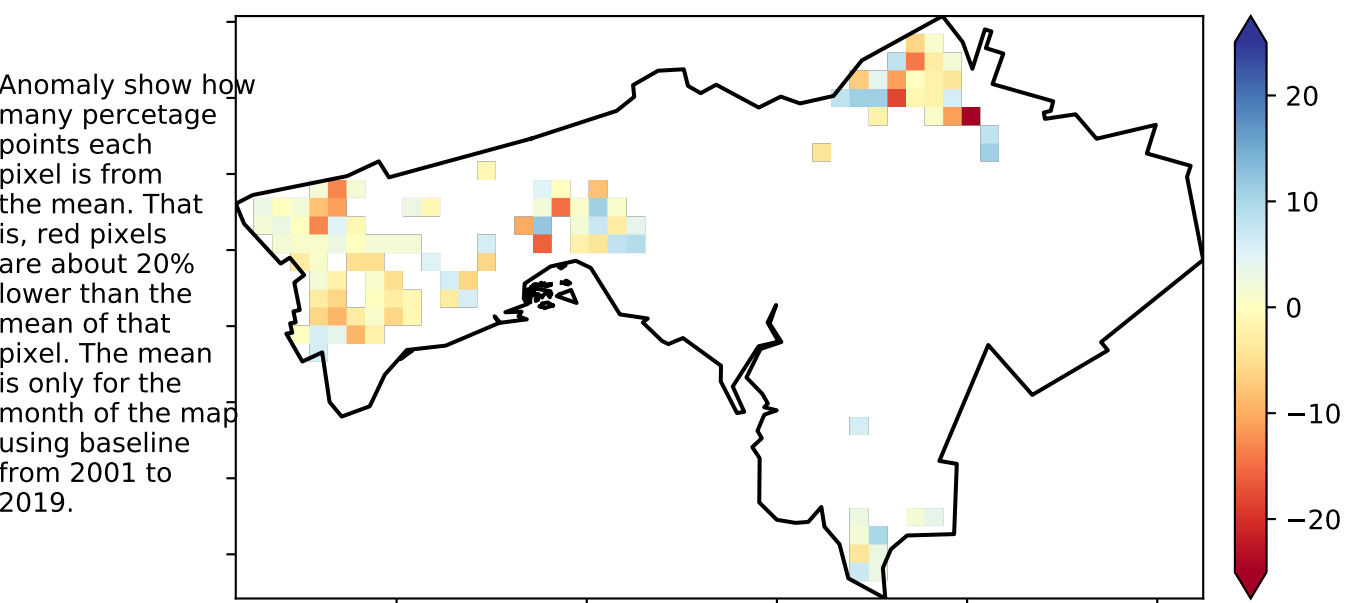 Anomaly show how
many percetage
points each
pixel is from
the mean. That
is, red pixels
are about 20%
lower than the
mean of that
pixel. The mean
is only for the
month of the map
using baseline
from 2001 to
2019.
20
10
0
−10
−20